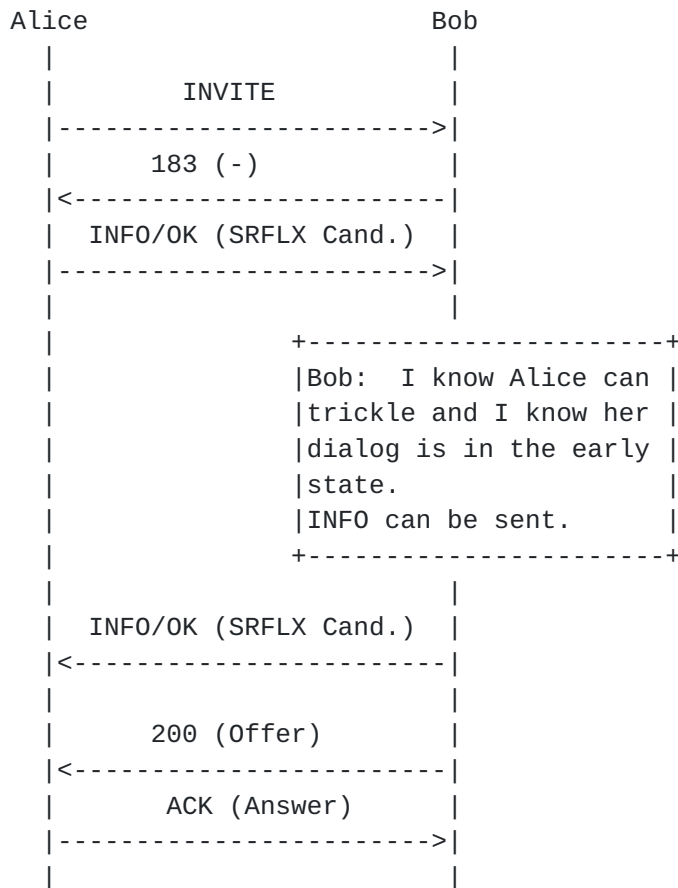 Alice Bob
INVITE
183 (-)
INFO/OK (SRFLX Cand.)
Bob:  I know Alice can
trickle and I know her
dialog is in the early
state.
INFO can be sent.
INFO/OK (SRFLX Cand.)
200 (Offer)
ACK (Answer)